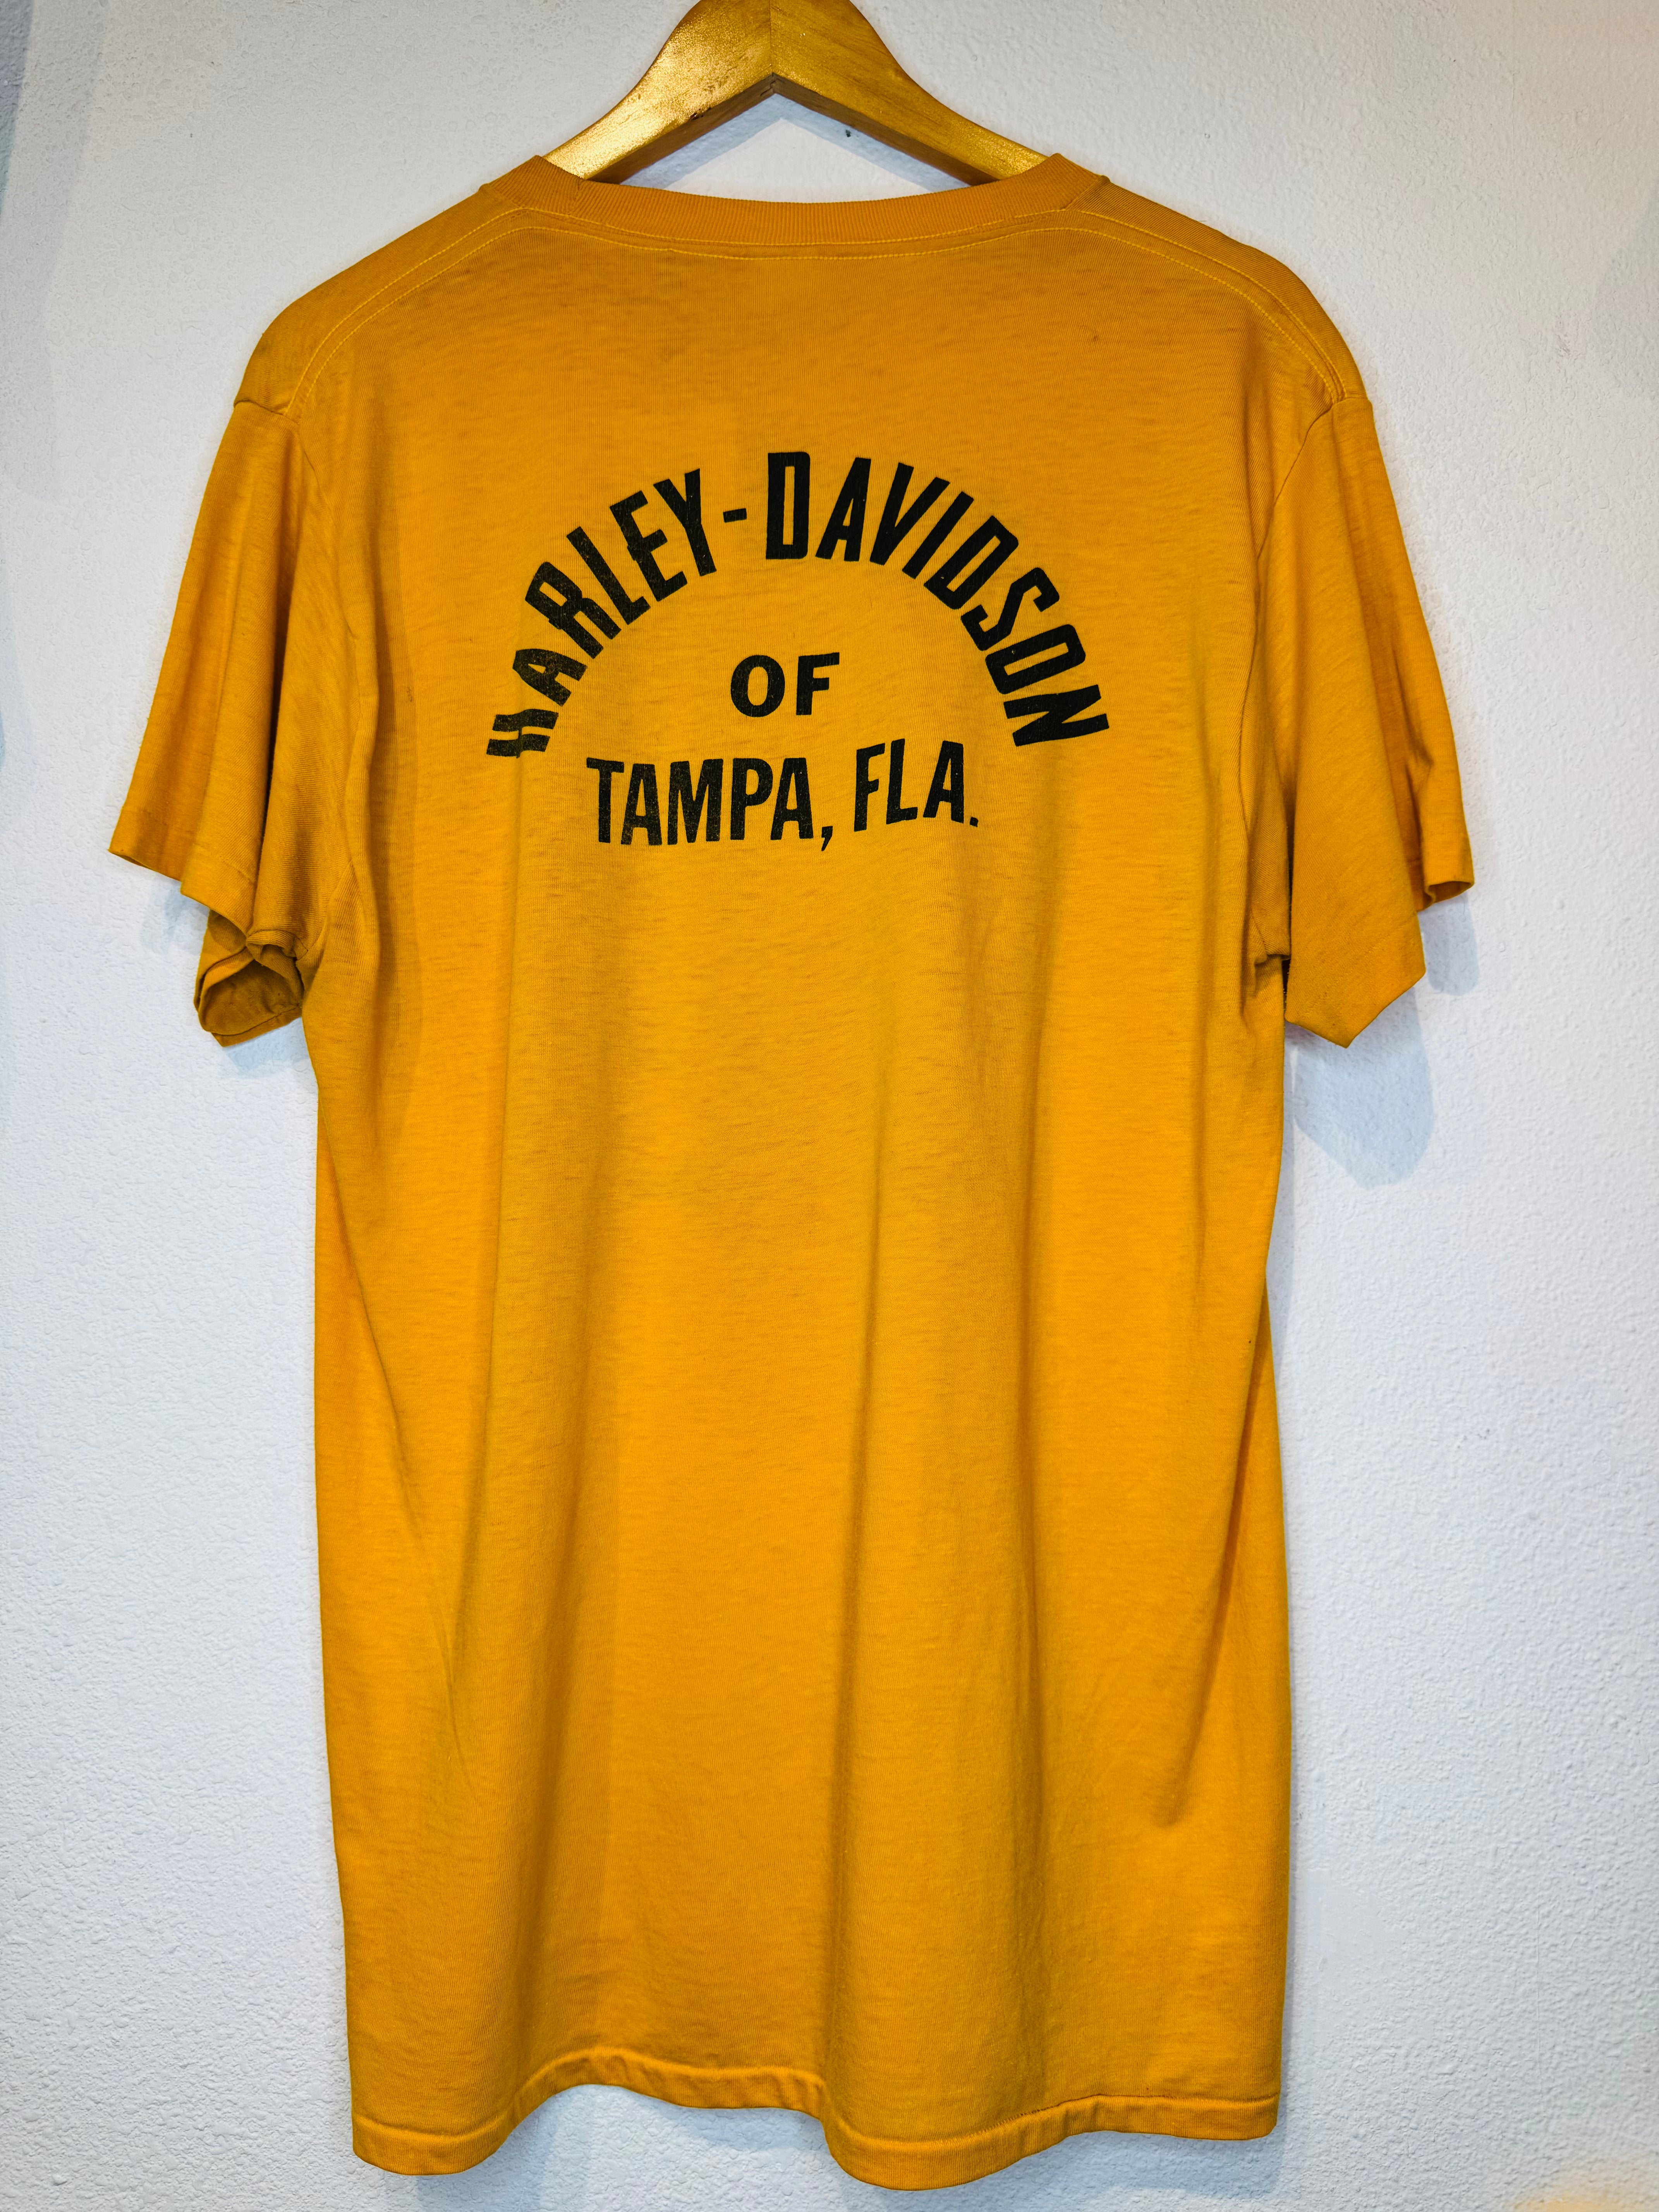 HARLEY-DAVIDSON
OF
TAMPA, FLA.